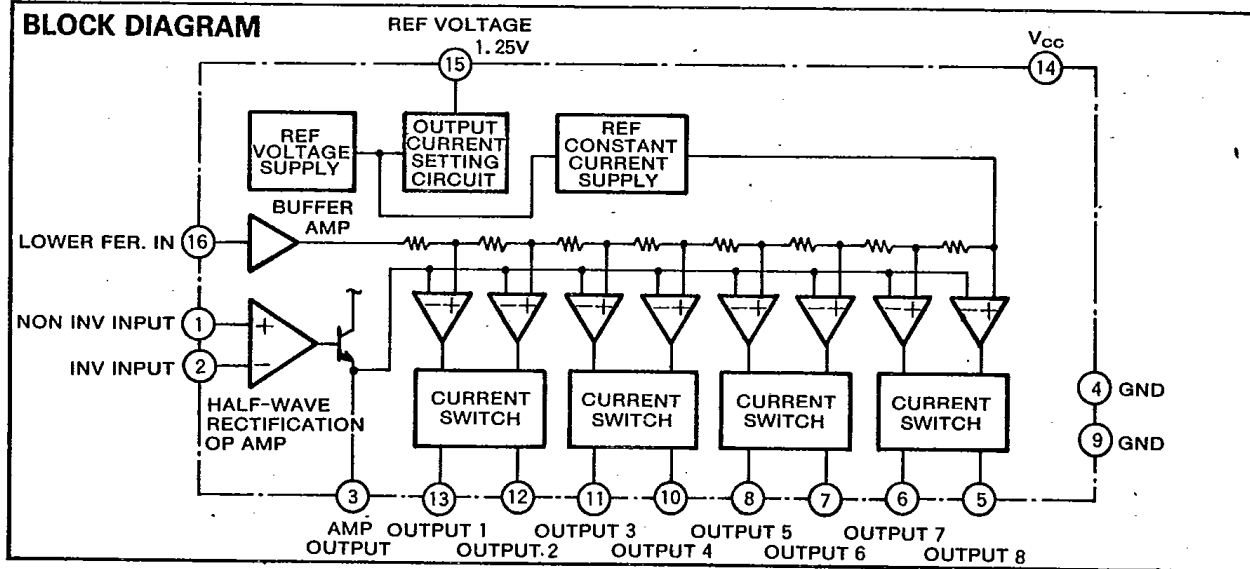 BLOCK DIAGRAM
REF VOLTAGE
1.25V
15
VCC
14
REF
VOLTAGE
SUPPLY
OUTPUT
CURRENT
SETTING
CIRCUIT
REF
CONSTANT
CURRENT
SUPPLY
BUFFER
AMP
LOWER FER. IN 16
NON INV INPUT 1
INV INPUT 2
+
−
HALF-WAVE
RECTIFICATION
OP AMP
−+ −+ −+ −+ −+ −+ −+ −+
CURRENT
SWITCH
CURRENT
SWITCH
CURRENT
SWITCH
CURRENT
SWITCH
4 GND
9 GND
3 13 12 11 10 8 7 6 5
AMP
OUTPUT
OUTPUT 1
OUTPUT.2
OUTPUT 3
OUTPUT 4
OUTPUT 5
OUTPUT 6
OUTPUT 7
OUTPUT 8